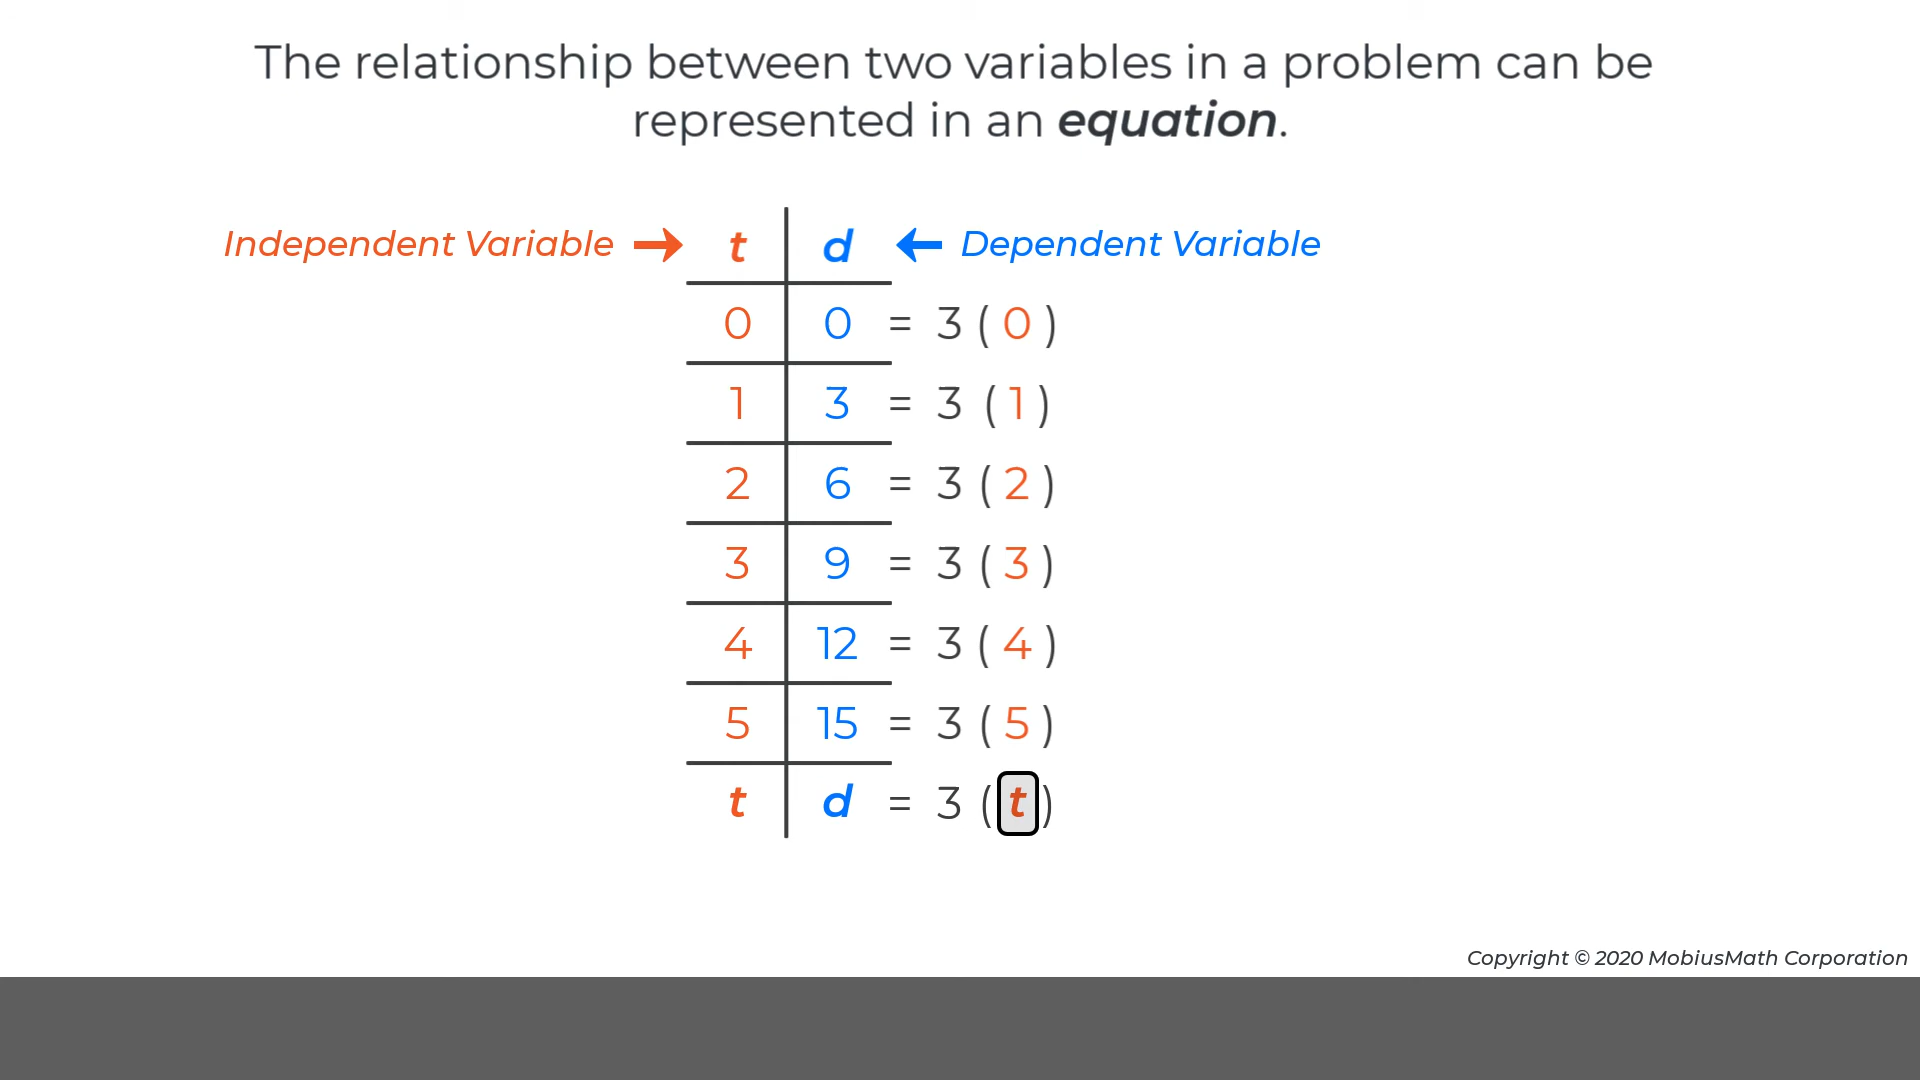 The relationship between two variables in a problem can be
represented in an equation.
Independent Variable → t d ← Dependent Variable
0 0 = 3 ( 0 )
1 3 = 3 ( 1 )
2 6 = 3 ( 2 )
3 9 = 3 ( 3 )
4 12 = 3 ( 4 )
5 15 = 3 ( 5 )
t d = 3 ( t )
Copyright © 2020 MobiusMath Corporation